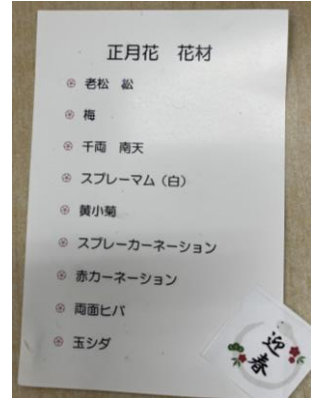 正月花 花材
老松 松
梅
千両 南天
スプレーマム（白）
黄小菊
スプレーカーネーション
赤カーネーション
両面ヒバ
玉シダ
迎春